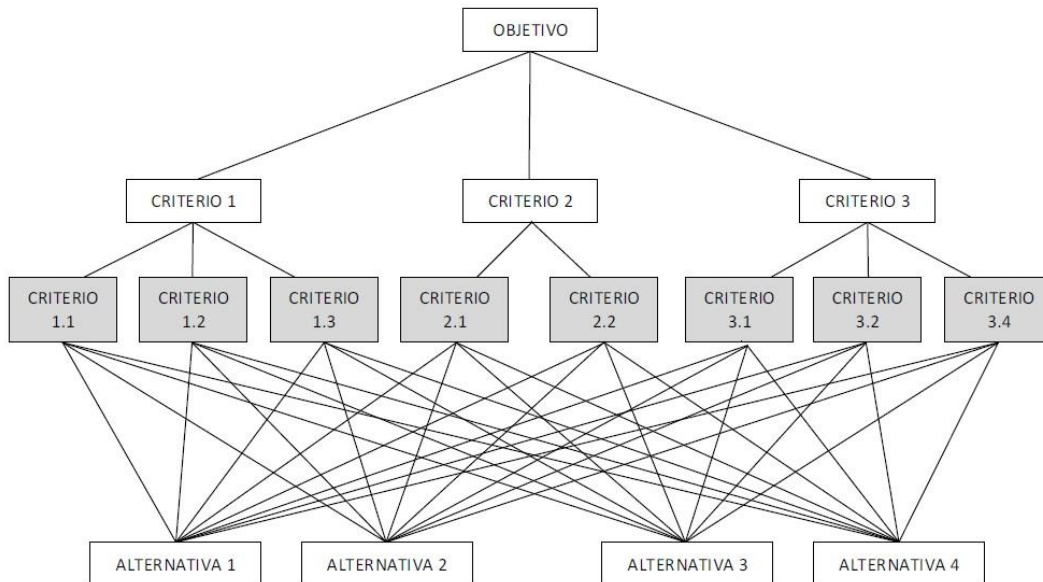 OBJETIVO
CRITERIO 1
CRITERIO 2
CRITERIO 3
CRITERIO
1.1
CRITERIO
1.2
CRITERIO
1.3
CRITERIO
2.1
CRITERIO
2.2
CRITERIO
3.1
CRITERIO
3.2
CRITERIO
3.4
ALTERNATIVA 1
ALTERNATIVA 2
ALTERNATIVA 3
ALTERNATIVA 4